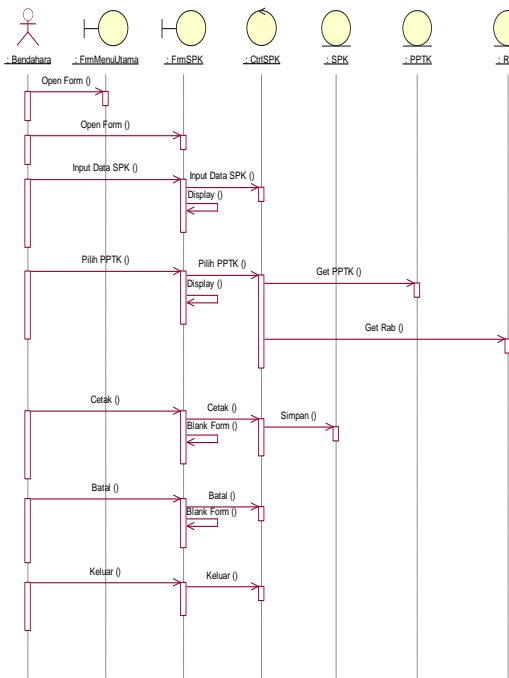 : Bendahara
: FrmMenuUtama
: FrmSPK
: CtrlSPK
: SPK
: PPTK
: R
Open Form ()
Open Form ()
Input Data SPK ()
Input Data SPK ()
Display ()
Pilih PPTK ()
Pilih PPTK ()
Get PPTK ()
Display ()
Get Rab ()
Cetak ()
Cetak ()
Simpan ()
Blank Form ()
Batal ()
Batal ()
Blank Form ()
Keluar ()
Keluar ()